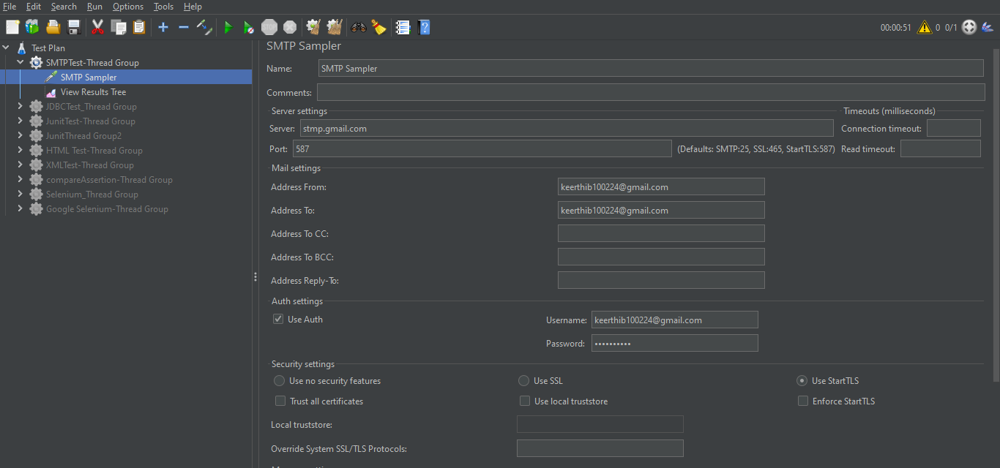 File Edit Search Run Options Tools Help
00:00:51 0 0/1
Test Plan
SMTPTest-Thread Group
SMTP Sampler
View Results Tree
JDBCTest_Thread Group
JunitTest-Thread Group
JunitThread Group2
HTML Test-Thread Group
XMLTest-Thread Group
compareAssertion-Thread Group
Selenium_Thread Group
Google Selenium-Thread Group
SMTP Sampler
Name: SMTP Sampler
Comments:
Server settings Timeouts (milliseconds)
Server: stmp.gmail.com Connection timeout:
Port: 587 (Defaults: SMTP:25, SSL:465, StartTLS:587) Read timeout:
Mail settings
Address From: keerthib100224@gmail.com
Address To: keerthib100224@gmail.com
Address To CC:
Address To BCC:
Address Reply-To:
Auth settings
Use Auth Username: keerthib100224@gmail.com
Password: ••••••••••
Security settings
Use no security features Use SSL Use StartTLS
Trust all certificates Use local truststore Enforce StartTLS
Local truststore:
Override System SSL/TLS Protocols: